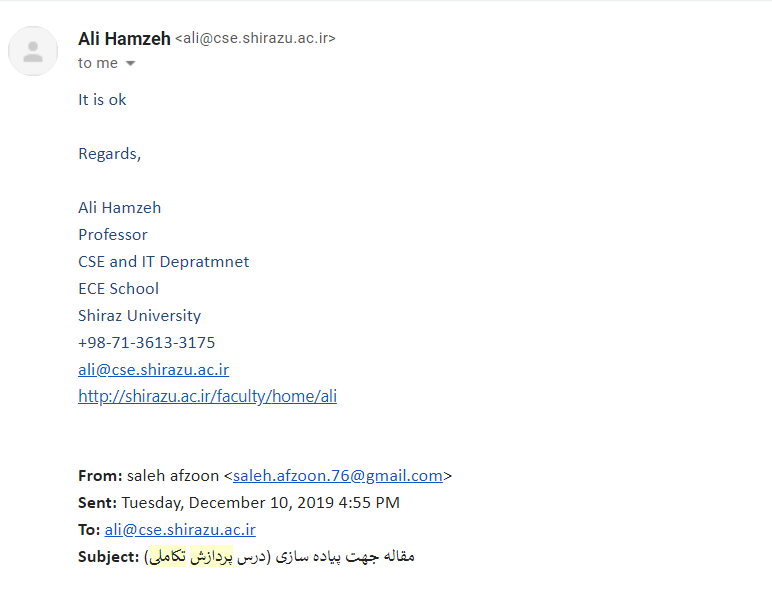 Ali Hamzeh <ali@cse.shirazu.ac.ir>
to me
It is ok
Regards,
Ali Hamzeh
Professor
CSE and IT Depratmnet
ECE School
Shiraz University
+98-71-3613-3175
ali@cse.shirazu.ac.ir
http://shirazu.ac.ir/faculty/home/ali
From: saleh afzoon <saleh.afzoon.76@gmail.com>
Sent: Tuesday, December 10, 2019 4:55 PM
To: ali@cse.shirazu.ac.ir
Subject: مقاله جهت پیاده سازی (درس پردازش تکاملی)